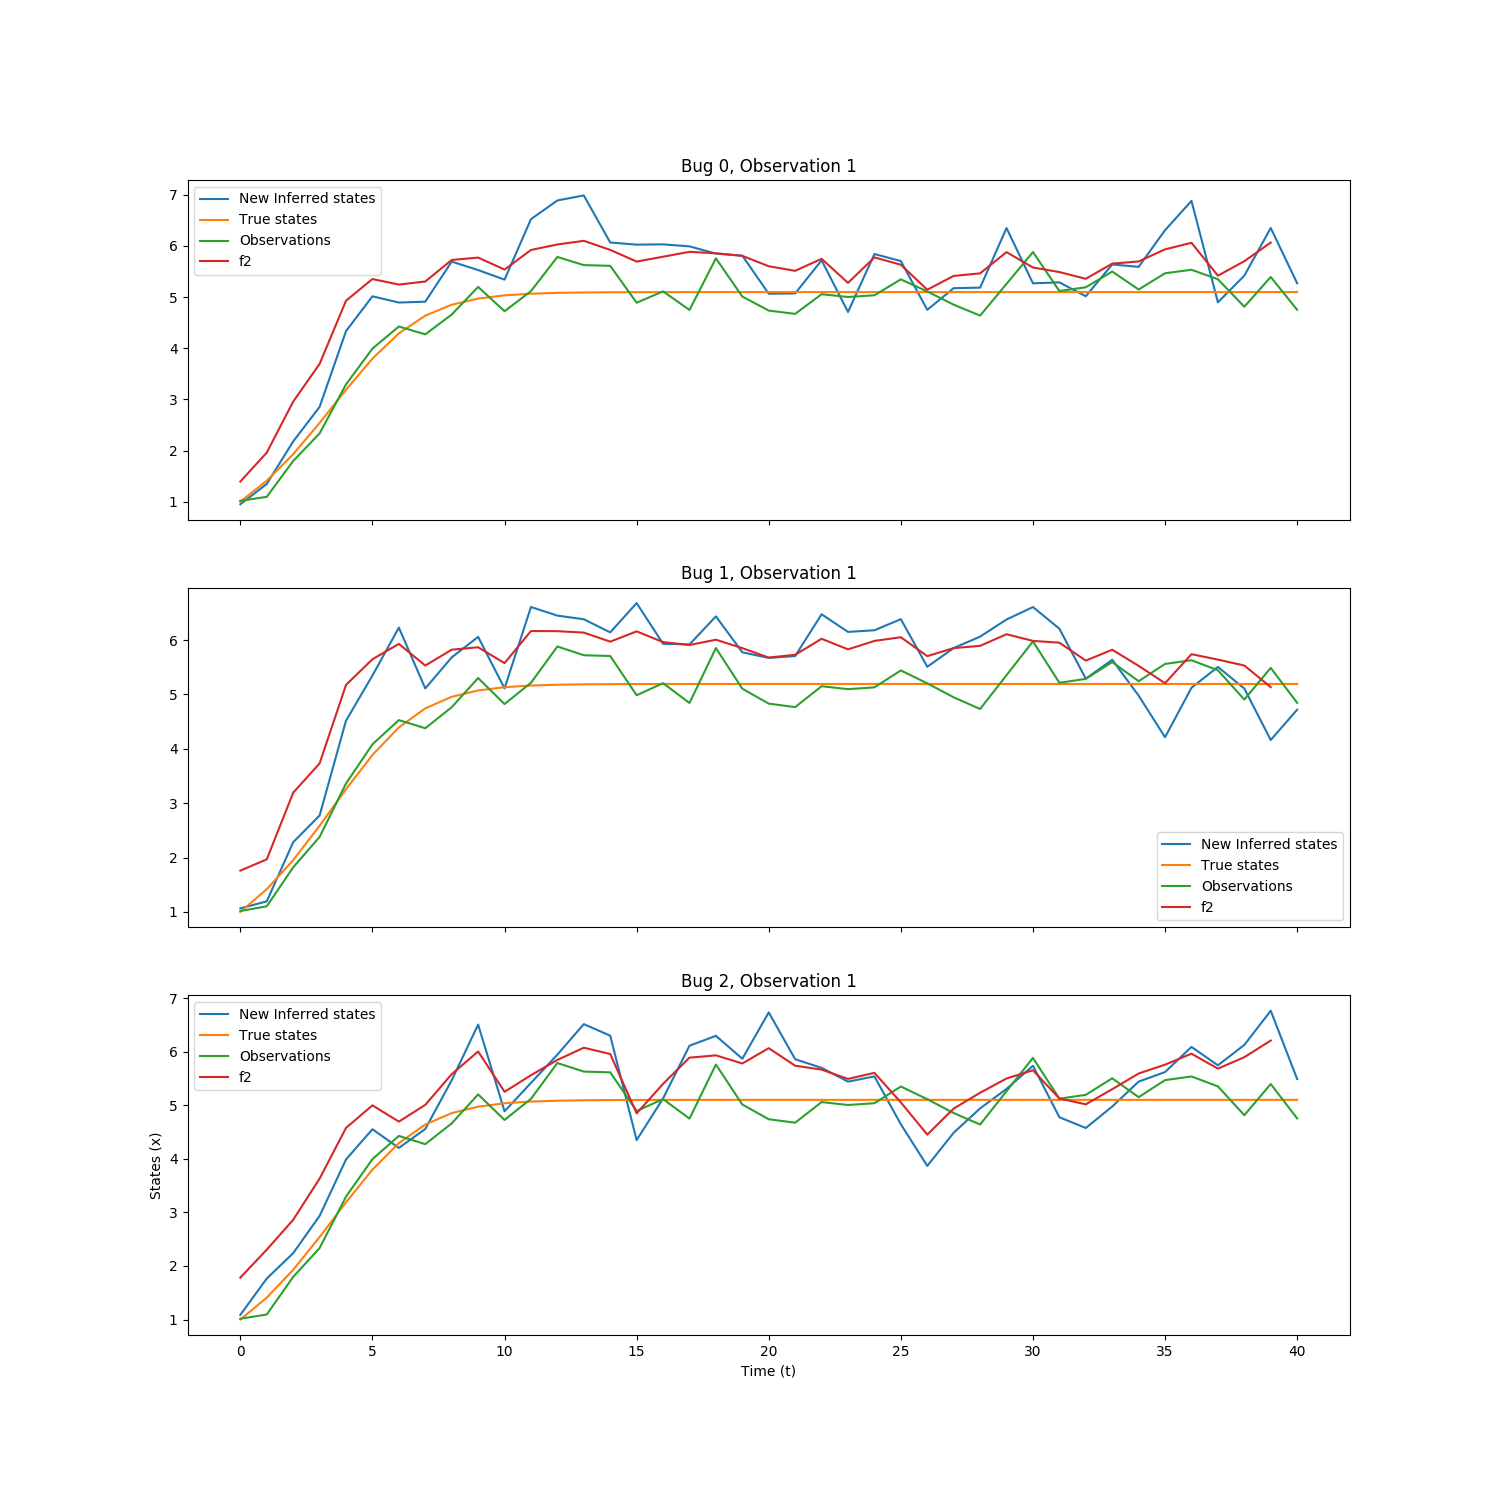 Bug 0, Observation 1
7
6
5
4
3
2
1
New Inferred states
True states
Observations
f2
Bug 1, Observation 1
6
5
4
3
2
1
New Inferred states
True states
Observations
f2
Bug 2, Observation 1
7
6
5
4
3
2
1
New Inferred states
True states
Observations
f2
States (x)
0 5 10 15 20 25 30 35 40
Time (t)